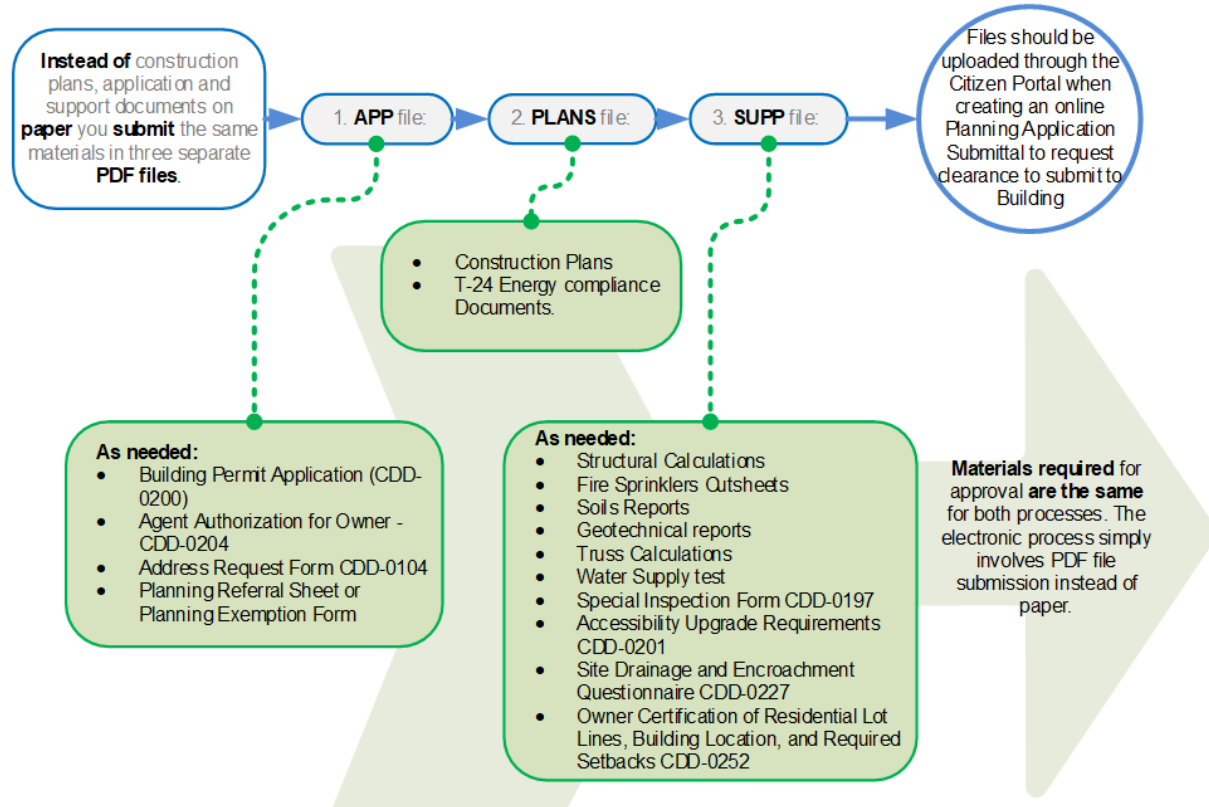 Instead of construction
plans, application and
support documents on
paper you submit the same
materials in three separate
PDF files.
1. APP file:
2. PLANS file:
3. SUPP file:
Files should be
uploaded through the
Citizen Portal when
creating an online
Planning Application
Submittal to request
clearance to submit to
Building
• Construction Plans
• T-24 Energy compliance
Documents.
As needed:
• Building Permit Application (CDD-
0200)
• Agent Authorization for Owner -
CDD-0204
• Address Request Form CDD-0104
• Planning Referral Sheet or
Planning Exemption Form
As needed:
• Structural Calculations
• Fire Sprinklers Cutsheets
• Soils Reports
• Geotechnical reports
• Truss Calculations
• Water Supply test
• Special Inspection Form CDD-0197
• Accessibility Upgrade Requirements
CDD-0201
• Site Drainage and Encroachment
Questionnaire CDD-0227
• Owner Certification of Residential Lot
Lines, Building Location, and Required
Setbacks CDD-0252
Materials required for
approval are the same
for both processes. The
electronic process simply
involves PDF file
submission instead of
paper.